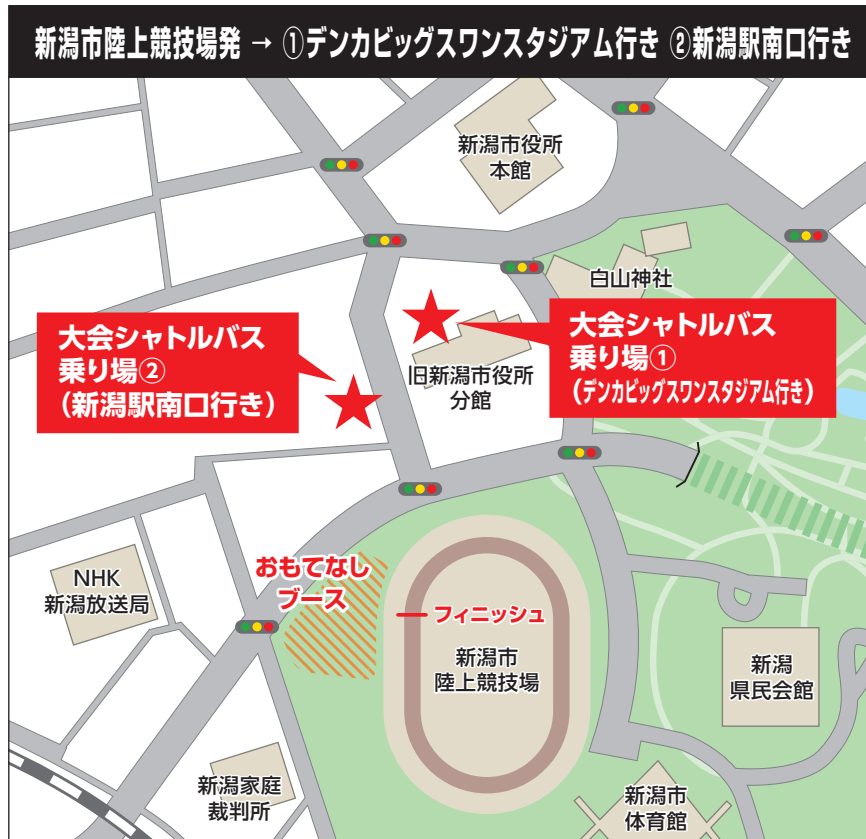 新潟市陸上競技場発 → ①デンカビッグスワンスタジアム行き ②新潟駅南口行き
新潟市役所
本館
白山神社
大会シャトルバス
乗り場②
（新潟駅南口行き）
大会シャトルバス
乗り場①
（デンカビッグスワンスタジアム行き）
旧新潟市役所
分館
おもてなし
ブース
NHK
新潟放送局
フィニッシュ
新潟市
陸上競技場
新潟
県民会館
新潟家庭
裁判所
新潟市
体育館